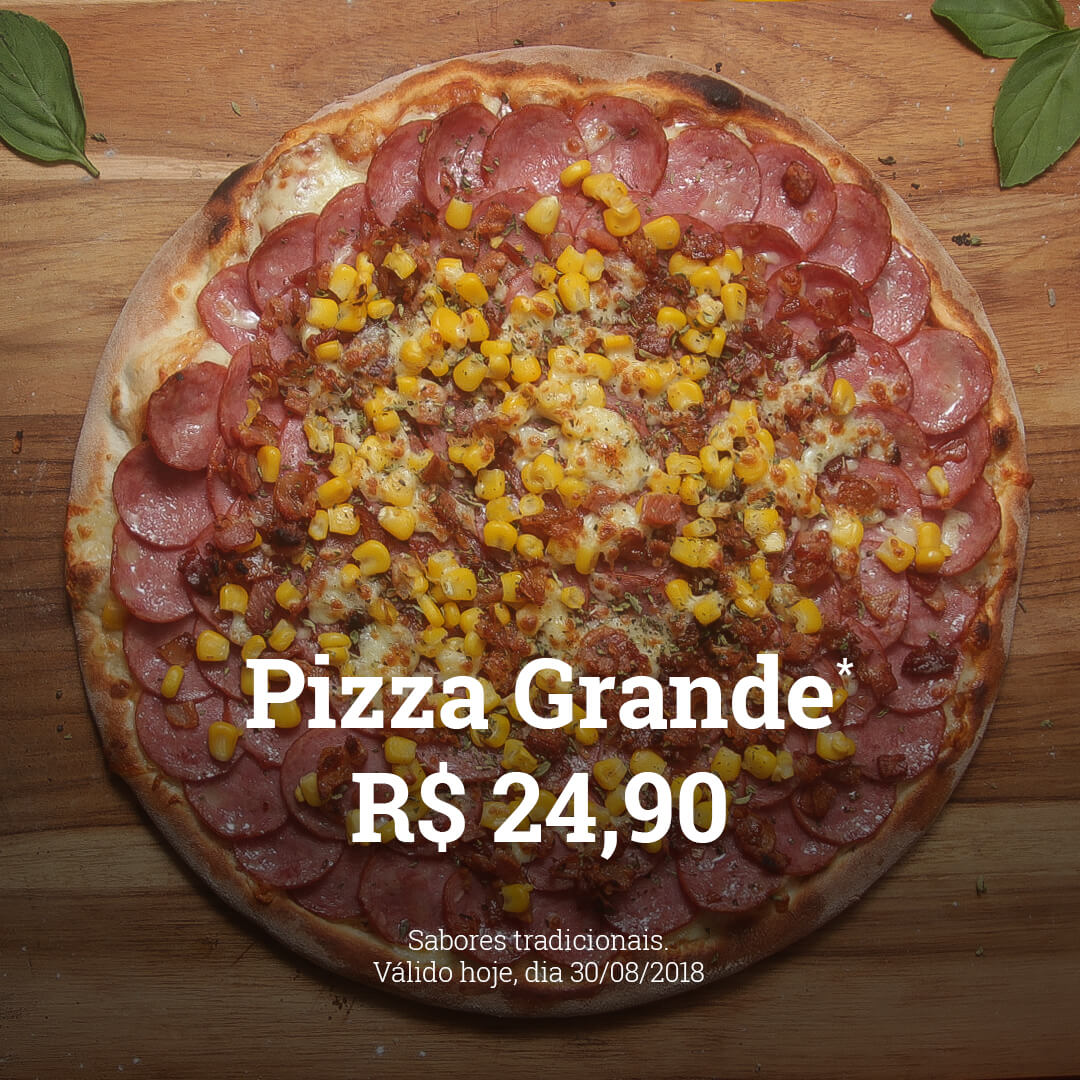 Pizza Grande*
R$ 24,90
Sabores tradicionais.
Válido hoje, dia 30/08/2018